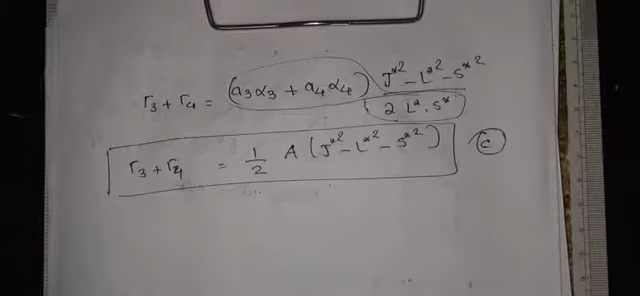 r₃ + r₄ = (a₃α₃ + a₄α₄) J*² - L*² - S*² / 2 L*. S*
r₃ + r₄ = 1/2 A (J*² - L*² - S*²) C